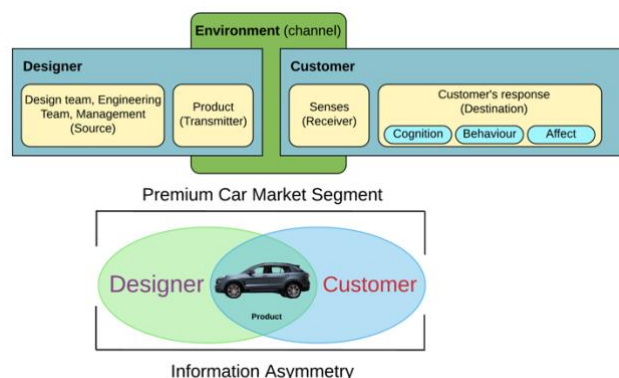 Environment (channel)
Designer
Design team, Engineering
Team, Management
(Source)
Product
(Transmitter)
Customer
Senses
(Receiver)
Customer's response
(Destination)
Cognition
Behaviour
Affect
Premium Car Market Segment
Designer
Customer
Product
Information Asymmetry